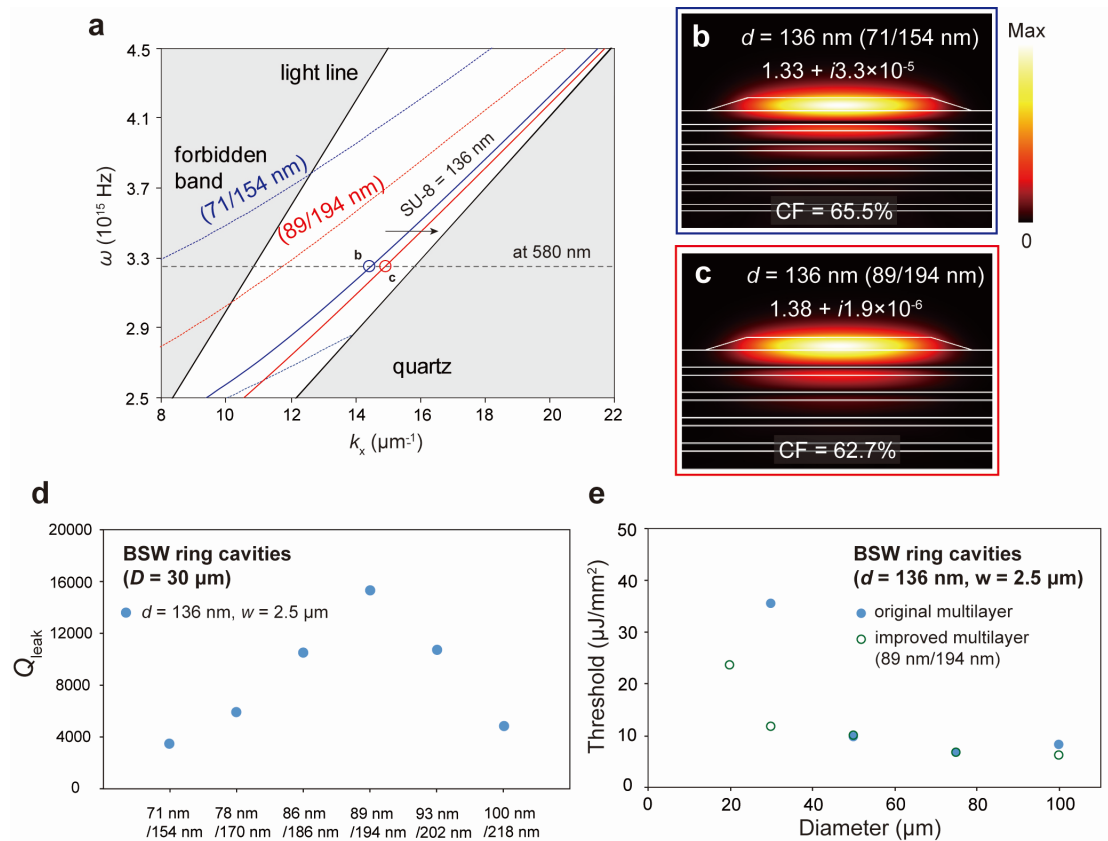 a
4.5
4.1
3.7
3.3
2.9
2.5
ω (10¹⁵ Hz)
light line
forbidden
band
(71/154 nm)
(89/194 nm)
SU-8 = 136 nm
at 580 nm
b
c
quartz
8
10
12
14
16
18
20
22
kₓ (µm⁻¹)
b
d = 136 nm (71/154 nm)
1.33 + i3.3×10⁻⁵
CF = 65.5%
Max
0
c
d = 136 nm (89/194 nm)
1.38 + i1.9×10⁻⁶
CF = 62.7%
d
20000
16000
12000
8000
4000
0
Q_leak
BSW ring cavities
(D = 30 µm)
d = 136 nm, w = 2.5 µm
71 nm 78 nm 86 nm 89 nm 93 nm 100 nm
/154 nm /170 nm /186 nm /194 nm /202 nm /218 nm
e
50
40
30
20
10
0
Threshold (µJ/mm²)
BSW ring cavities
(d = 136 nm, w = 2.5 µm)
original multilayer
improved multilayer
(89 nm/194 nm)
0
20
40
60
80
100
Diameter (µm)